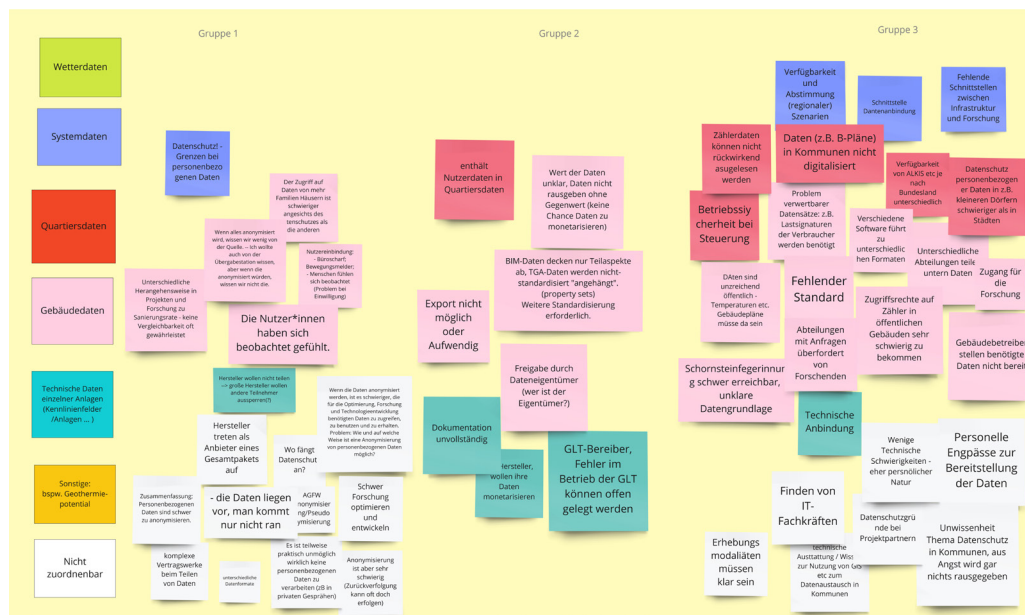 Gruppe 1
Gruppe 2
Gruppe 3
Wetterdaten
Systemdaten
Quartiersdaten
Gebäudedaten
Technische Daten
einzelner Anlagen
(Kennlinienfelder
/Anlagen ... )
Sonstige:
bspw. Geothermie-
potential
Nicht
zuordnenbar
Datenschutz! -
Grenzen bei
personenbezo
genen Daten
Der Zugriff auf
Daten von mehr
Familien Häusern ist
schwieriger
angesichts des
tenschutzes als
die anderen
Wenn alles anonymisiert
wird, wissen wir wenig von
der Quelle. -- Ich wollte
auch von der
Übergabestation wissen,
aber wenn die
anonymisiert würden,
wissen wir nicht die.
Nutzereinbindung:
- Büroscharf:
Bewegungsmelder;
- Menschen fühlen
sich beobachtet
(Problem bei
Einwilligung)
Unterschiedliche
Herangehensweise in
Projekten und
Forschung zu
Sanierungsrate - keine
Vergleichbarkeit oft
gewährleistet
Die Nutzer*innen
haben sich
beobachtet gefühlt.
Hersteller wollen nicht teilen
--> große Hersteller wollen
andere Teilnehmer
aussperren(?)
Wenn die Daten anonymisiert
werden, ist es schwieriger, die
für die Optimierung, Forschung
und Technologieentwicklung
benötigten Daten zu zugreifen,
zu benutzen und zu erhalten.
Problem: Wie und auf welche
Weise ist eine Anonymisierung
von personenbezogenen Daten
möglich?
Hersteller
treten als
Anbieter eines
Gesamtpakets
auf
Wo fängt
Datenschut
an?
Zusammenfassung:
Personenbezogenen
Daten sind schwer
zu anonymisieren.
- die Daten liegen
vor, man kommt
nur nicht ran
AGFW
nonymisier
ng/Pseudo
ymisierung
Schwer
Forschung
optimieren
und
entwickeln
komplexe
Vertragswerke
beim Teilen
von Daten
unterschiedliche
Datenformate
Es ist teilweise
praktisch unmöglich
wirklich keine
personenbezogenen
Daten zu
verarbeiten (zB in
privaten Gesprähen)
Anonymisierung
ist aber sehr
schwierig
(Zurückverfolgung
kann oft doch
erfolgen)
enthält
Nutzerdaten in
Quartiersdaten
Wert der Daten
unklar, Daten nicht
rausgeben ohne
Gegenwert (keine
Chance Daten zu
monetarisieren)
BIM-Daten decken nur Teilaspekte
ab, TGA-Daten werden nicht-
standardisiert "angehängt".
(property sets)
Weitere Standardisierung
erforderlich.
Export nicht
möglich
oder
Aufwendig
Freigabe durch
Dateneigentümer
(wer ist der
Eigentümer?)
Dokumentation
unvollständig
Hersteller,
wollen ihre
Daten
monetarisieren
GLT-Bereiber,
Fehler im
Betrieb der GLT
können offen
gelegt werden
Verfügbarkeit
und
Abstimmung
(regionaler)
Szenarien
Schnittstelle
Dantenanbindung
Fehlende
Schnittstellen
zwischen
Infrastruktur
und Forschung
Zählerdaten
können nicht
rückwirkend
asugelesen
werden
Daten (z.B. B-Pläne)
in Kommunen nicht
digitalisiert
Verfügbarkeit
von ALKIS etc je
nach
Bundesland
unterschiedlich
Datenschutz
personenbezogen
er Daten in z.B.
kleineren Dörfern
schwieriger als in
Städten
Betriebssiy
cherheit bei
Steuerung
Problem
verwertbarer
Datensätze: z.B.
Lastsignaturen
der Verbraucher
werden benötigt
Verschiedene
Software führt
zu
unterschiedlic
hen Formaten
Unterschiedliche
Abteilungen teile
untern Daten
Zugang für
die
Forschung
DAten sind
unzreichend
öffentlich -
Temperaturen etc.
Gebäudepläne
müsse da sein
Fehlender
Standard
Zugriffsrechte auf
Zähler in
öffentlichen
Gebäuden sehr
schwierig zu
bekommen
Abteilungen
mit Anfragen
überfordert
von
Forschenden
Gebäudebetreiber
stellen benötigte
Daten nicht bereit
Schornsteinfegerinnun
g schwer erreichbar,
unklare
Datengrundlage
Technische
Anbindung
Wenige
Technische
Schwierigkeiten -
eher persönlicher
Natur
Personelle
Engpässe zur
Bereitstellung
der Daten
Finden von
IT-
Fachkräften
Datenschutzgrü
nde bei
Projektpartnern
Unwissenheit
Thema Datenschutz
in Kommunen, aus
Angst wird gar
nichts rausgegeben
Erhebungs
modaliäten
müssen
klar sein
technische
Austtattung / Wiss
zur Nutzung von GIS
etc zum
Datenaustausch in
Kommunen